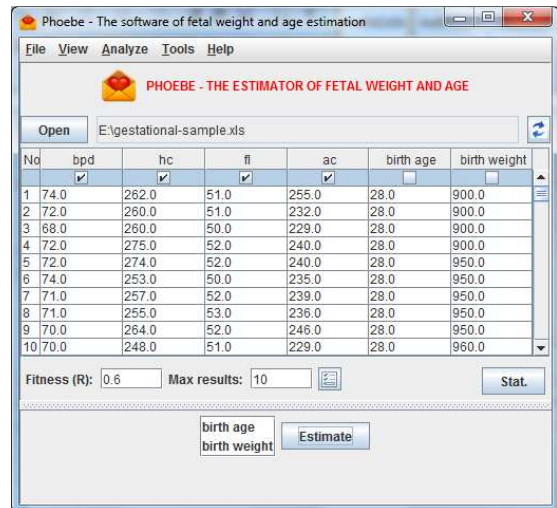 Phoebe - The software of fetal weight and age estimation
File View Analyze Tools Help
PHOEBE - THE ESTIMATOR OF FETAL WEIGHT AND AGE
Open E:\gestational-sample.xls
No bpd hc fl ac birth age birth weight
1 74.0 262.0 51.0 255.0 28.0 900.0
2 72.0 260.0 51.0 232.0 28.0 900.0
3 68.0 260.0 50.0 229.0 28.0 900.0
4 72.0 275.0 52.0 240.0 28.0 900.0
5 72.0 274.0 52.0 240.0 28.0 950.0
6 74.0 253.0 50.0 235.0 28.0 950.0
7 71.0 257.0 52.0 239.0 28.0 950.0
8 71.0 255.0 53.0 236.0 28.0 950.0
9 70.0 264.0 52.0 246.0 28.0 950.0
10 70.0 248.0 51.0 229.0 28.0 960.0
Fitness (R): 0.6 Max results: 10 Stat.
birth age
birth weight Estimate